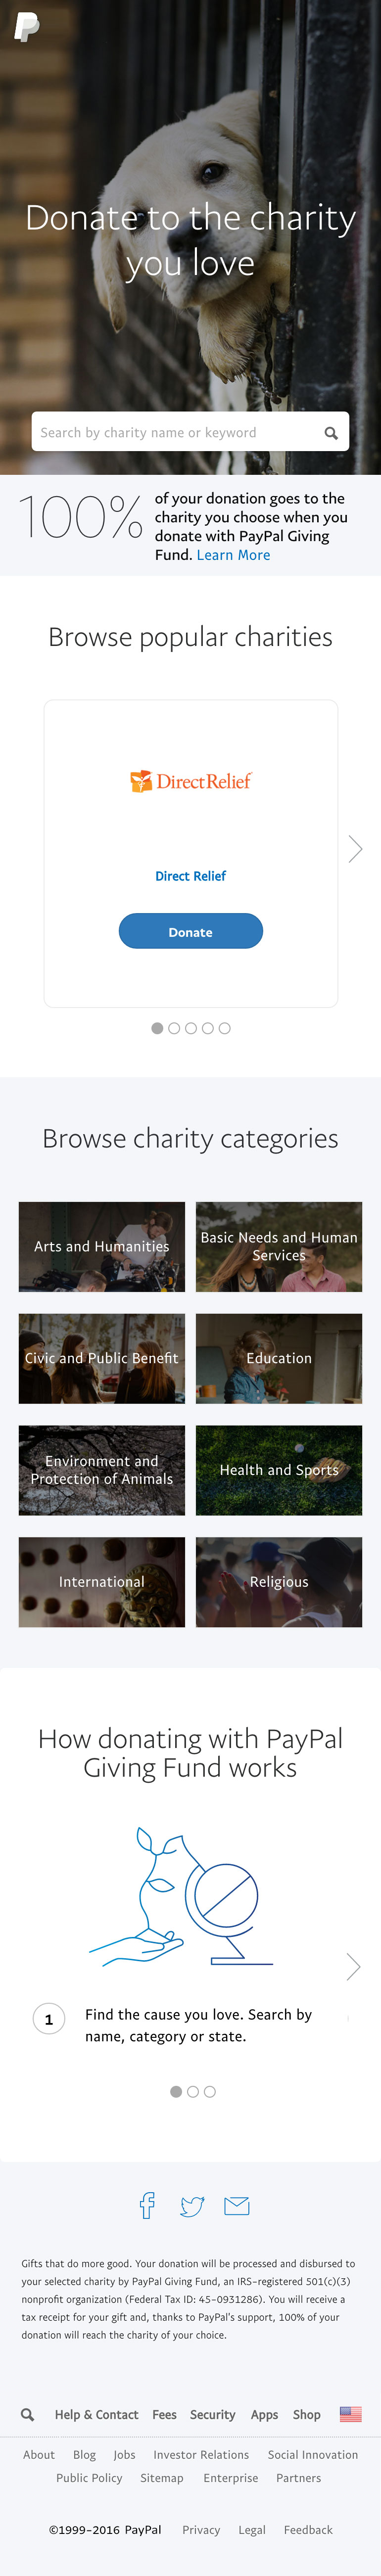 Donate to the charity
you love
Search by charity name or keyword
100%
of your donation goes to the
charity you choose when you
donate with PayPal Giving
Fund. Learn More
Browse popular charities
DirectRelief
Direct Relief
Donate
Browse charity categories
Arts and Humanities
Basic Needs and Human
Services
Civic and Public Benefit
Education
Environment and
Protection of Animals
Health and Sports
International
Religious
How donating with PayPal
Giving Fund works
1
Find the cause you love. Search by
name, category or state.
Gifts that do more good. Your donation will be processed and disbursed to
your selected charity by PayPal Giving Fund, an IRS-registered 501(c)(3)
nonprofit organization (Federal Tax ID: 45-0931286). You will receive a
tax receipt for your gift and, thanks to PayPal's support, 100% of your
donation will reach the charity of your choice.
Help & Contact Fees Security Apps Shop
About Blog Jobs Investor Relations Social Innovation
Public Policy Sitemap Enterprise Partners
©1999-2016 PayPal Privacy Legal Feedback